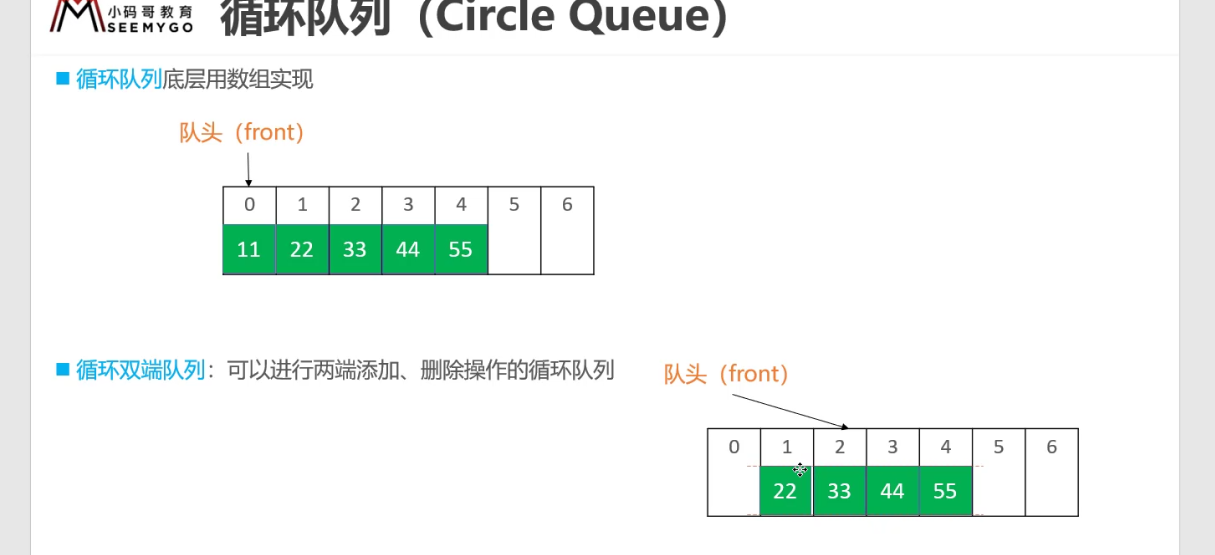 小码哥教育
SEEMYGO
循环队列（Circle Queue）
循环队列底层用数组实现
队头（front）
0 1 2 3 4 5 6
11 22 33 44 55
循环双端队列：可以进行两端添加、删除操作的循环队列
队头（front）
0 1 2 3 4 5 6
22 33 44 55